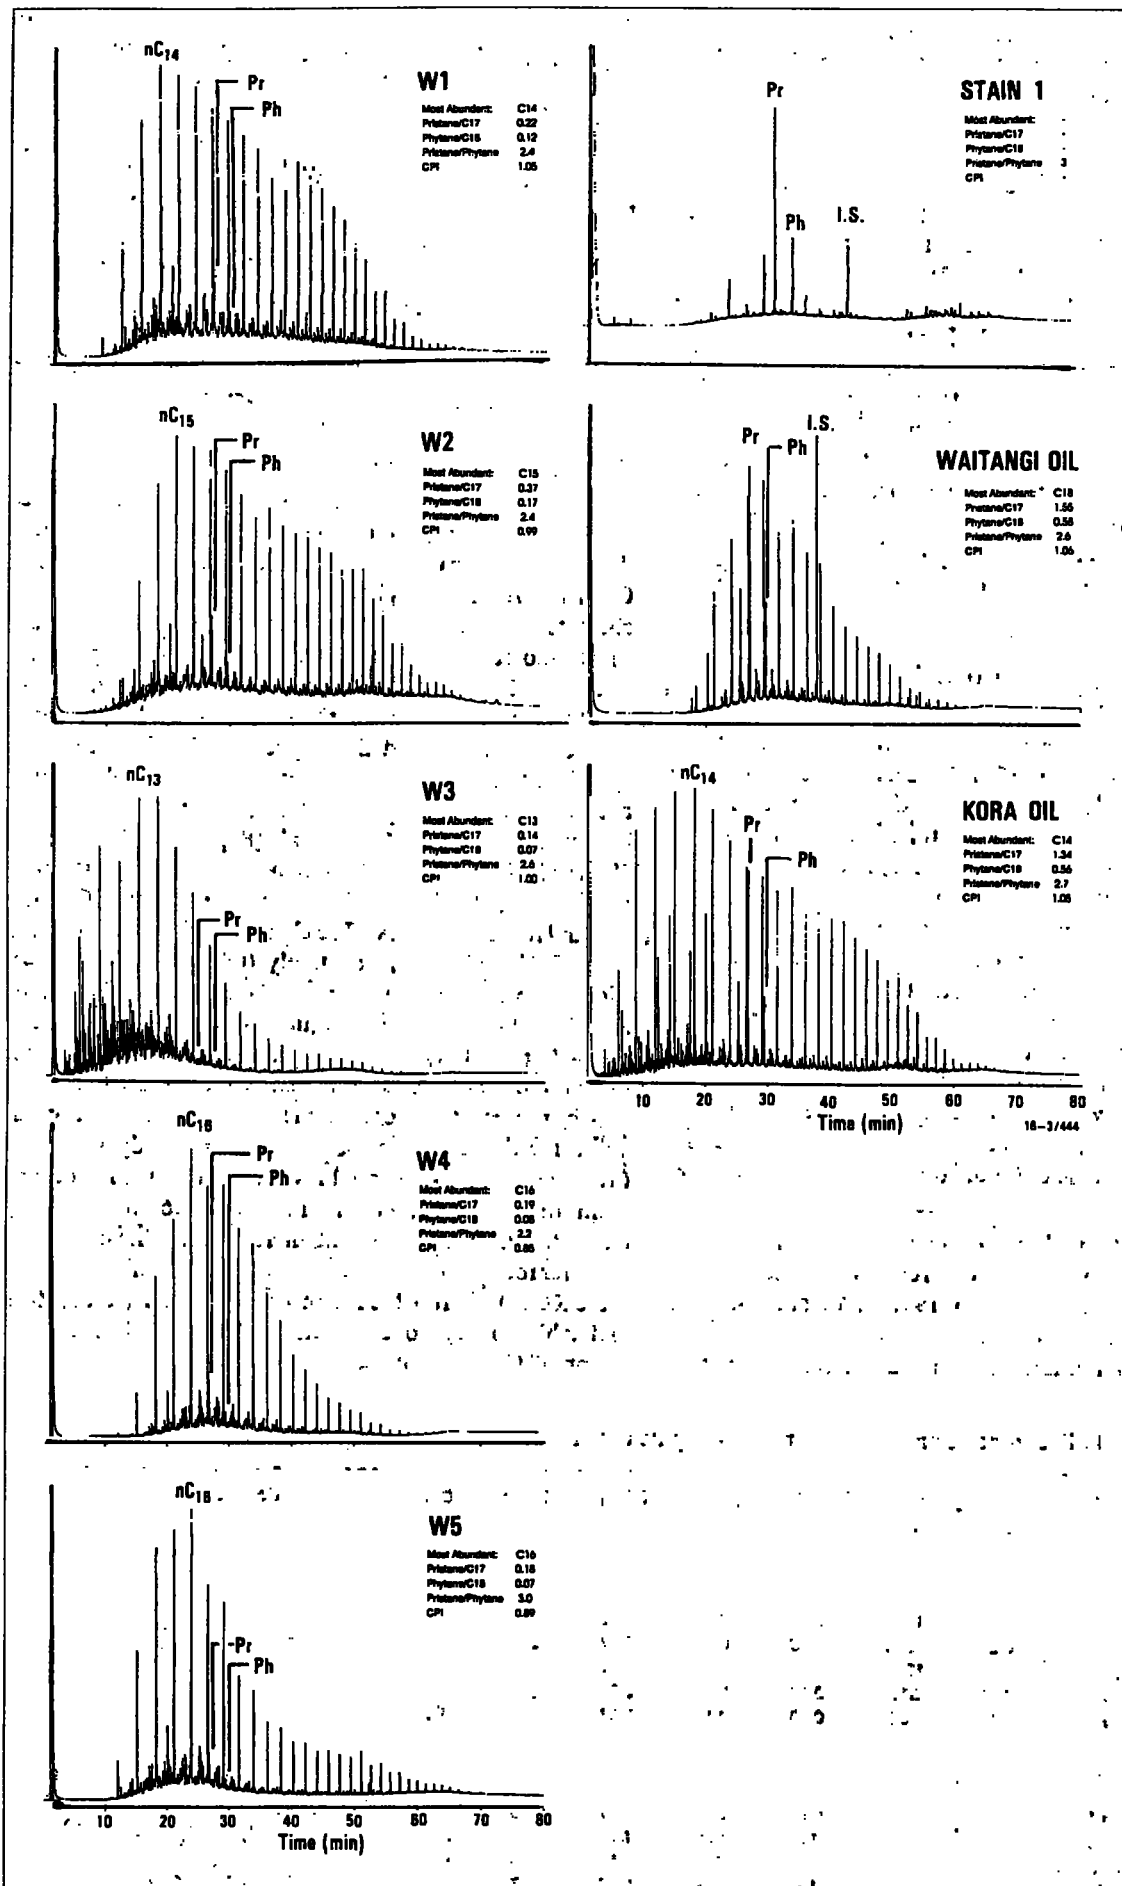 nC14
Pr
Ph
W1
Most Abundant: C14
Pristane/C17 0.22
Phytane/C18 0.12
Pristane/Phytane 2.4
CPI 1.05
Pr
Ph
I.S.
STAIN 1
Most Abundant: -
Pristane/C17 -
Phytane/C18 -
Pristane/Phytane 3
CPI -
nC15
Pr
Ph
W2
Most Abundant: C15
Pristane/C17 0.37
Phytane/C18 0.17
Pristane/Phytane 2.4
CPI 0.99
Pr
Ph
I.S.
WAITANGI OIL
Most Abundant: C18
Pristane/C17 1.55
Phytane/C18 0.58
Pristane/Phytane 2.6
CPI 1.06
nC13
Pr
Ph
W3
Most Abundant: C13
Pristane/C17 0.14
Phytane/C18 0.07
Pristane/Phytane 2.6
CPI 1.00
nC14
Pr
Ph
KORA OIL
Most Abundant: C14
Pristane/C17 1.34
Phytane/C18 0.56
Pristane/Phytane 2.7
CPI 1.05
10 20 30 40 50 60 70 80
Time (min)
16-3/444
nC16
Pr
Ph
W4
Most Abundant: C16
Pristane/C17 0.19
Phytane/C18 0.08
Pristane/Phytane 2.2
CPI 0.85
nC16
Pr
Ph
W5
Most Abundant: C16
Pristane/C17 0.18
Phytane/C18 0.07
Pristane/Phytane 3.0
CPI 0.89
10 20 30 40 50 60 70 80
Time (min)